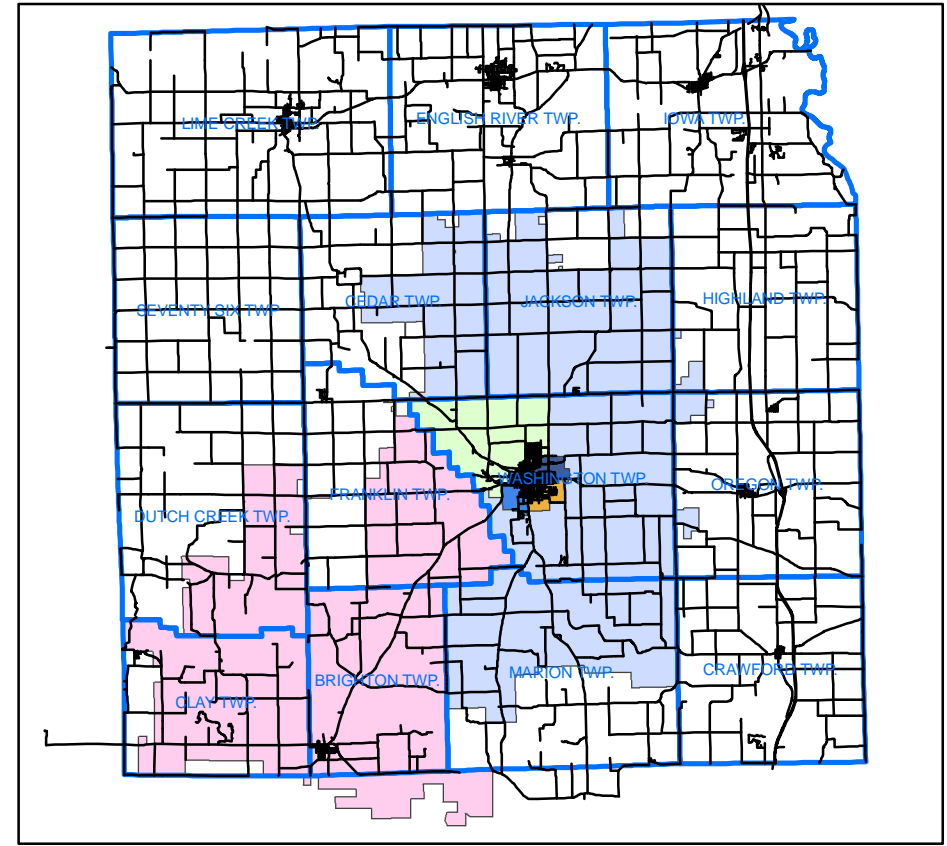 LIME CREEK TWP.
ENGLISH RIVER TWP.
IOWA TWP.
SEVENTY SIX TWP.
CEDAR TWP.
JACKSON TWP.
HIGHLAND TWP.
DUTCH CREEK TWP.
FRANKLIN TWP.
WASHINGTON TWP.
OREGON TWP.
CLAY TWP.
BRIGHTON TWP.
MARION TWP.
CRAWFORD TWP.